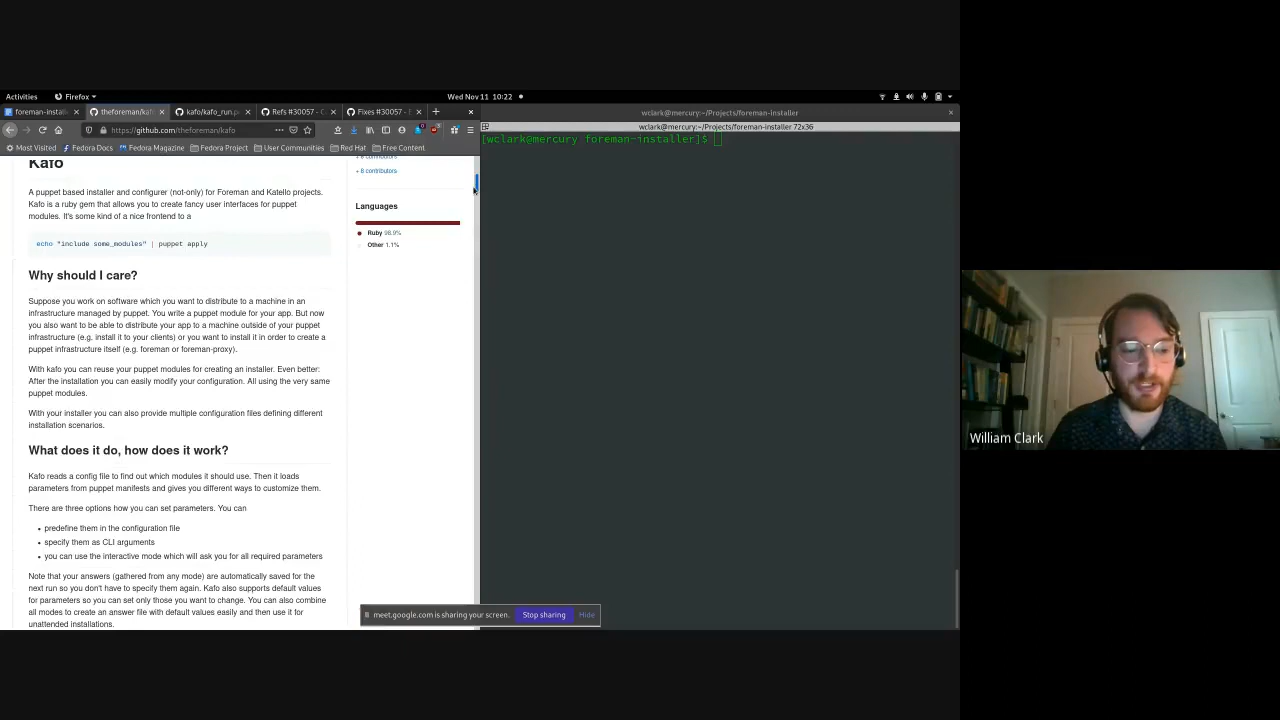 Activities
Firefox
Wed Nov 11 10:22
foreman-install
theforeman/kafo
kafo/kafo_run.p
Refs #30057 - C
Fixes #30057 - 
https://github.com/theforeman/kafo
Most Visited
Fedora Docs
Fedora Magazine
Fedora Project
User Communities
Red Hat
Free Content
Kafo
A puppet based installer and configurer (not-only) for Foreman and Katello projects.
Kafo is a ruby gem that allows you to create fancy user interfaces for puppet
modules. It's some kind of a nice frontend to a
echo "include some_modules" | puppet apply
Why should I care?
Suppose you work on software which you want to distribute to a machine in an
infrastructure managed by puppet. You write a puppet module for your app. But now
you also want to be able to distribute your app to a machine outside of your puppet
infrastructure (e.g. install it to your clients) or you want to install it in order to create a
puppet infrastructure itself (e.g. foreman or foreman-proxy).
With kafo you can reuse your puppet modules for creating an installer. Even better:
After the installation you can easily modify your configuration. All using the very same
puppet modules.
With your installer you can also provide multiple configuration files defining different
installation scenarios.
What does it do, how does it work?
Kafo reads a config file to find out which modules it should use. Then it loads
parameters from puppet manifests and gives you different ways to customize them.
There are three options how you can set parameters. You can
• predefine them in the configuration file
• specify them as CLI arguments
• you can use the interactive mode which will ask you for all required parameters
Note that your answers (gathered from any mode) are automatically saved for the
next run so you don't have to specify them again. Kafo also supports default values
for parameters so you can set only those you want to change. You can also combine
all modes to create an answer file with default values easily and then use it for
unattended installations.
+ 8 contributors
Languages
Ruby 98.9%
Other 1.1%
wclark@mercury:~/Projects/foreman-installer
wclark@mercury:~/Projects/foreman-installer 72x36
[wclark@mercury foreman-installer]$
meet.google.com is sharing your screen.
Stop sharing
Hide
William Clark